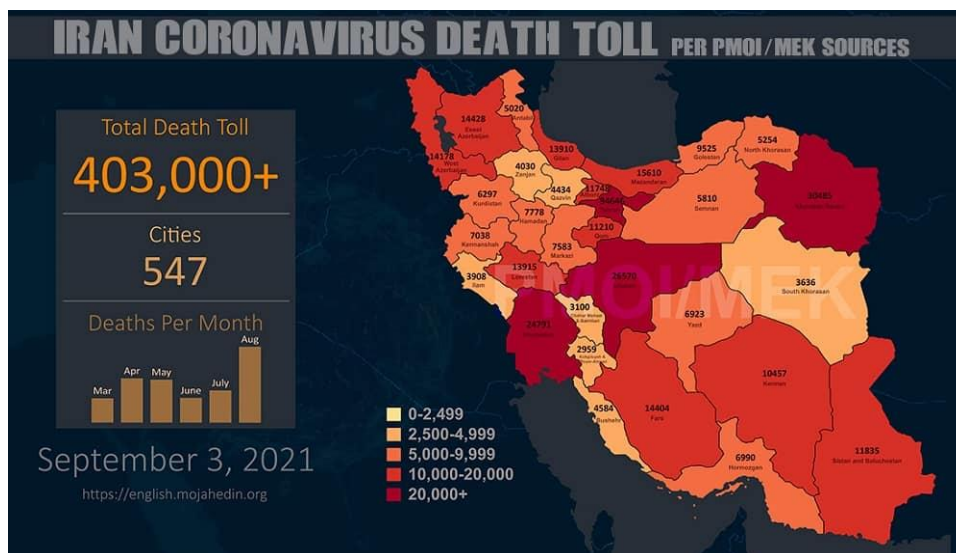 IRAN CORONAVIRUS DEATH TOLL PER PMOI/MEK SOURCES
Total Death Toll
403,000+
Cities
547
Deaths Per Month
Mar
Apr
May
June
July
Aug
September 3, 2021
https://english.mojahedin.org
0-2,499
2,500-4,999
5,000-9,999
10,000-20,000
20,000+
PMOI/MEK
5020
Ardabil
14428
East
Azerbaijan
14178
West
Azerbaijan
13910
Gilan
4030
Zanjan
4434
Qazvin
11748
15610
Mazandaran
9525
Golestan
5254
North Khorasan
30485
6297
Kurdistan
7778
Hamadan
11210
Qom
5810
Semnan
7038
Kermanshah
7583
Markazi
3908
Ilam
13915
Lorestan
26570
3636
South Khorasan
24791
3100
2959
6923
Yazd
4584
Bushehr
14404
Fars
10457
Kerman
6990
Hormozgan
11835
Sistan and Baluchestan